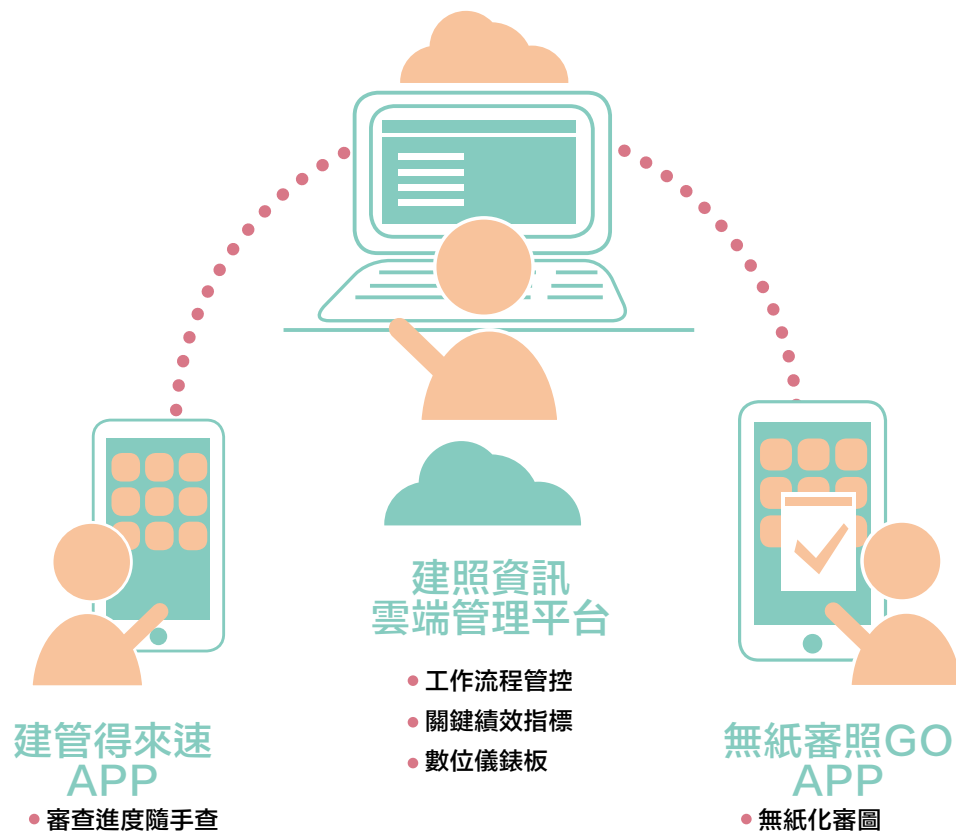 建照資訊
雲端管理平台
工作流程管控
關鍵績效指標
數位儀錶板
建管得來速
APP
審查進度隨手查
無紙審照GO
APP
無紙化審圖